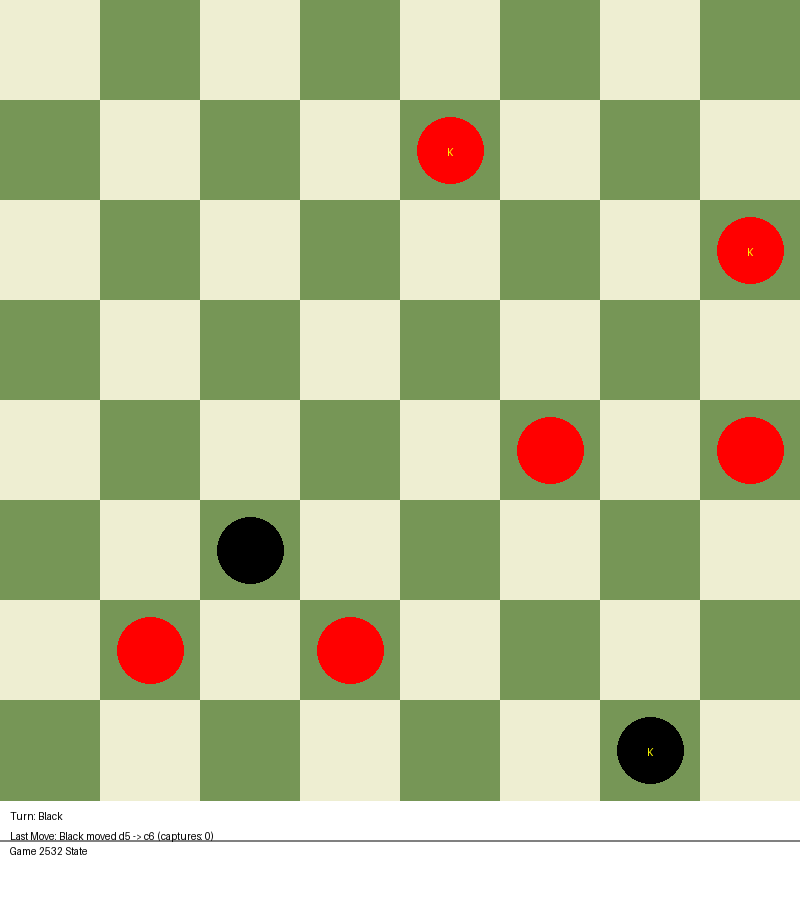 K
K
K
Turn: Black
Last Move: Black moved d5 -> c6 (captures: 0)
Game 2532 State